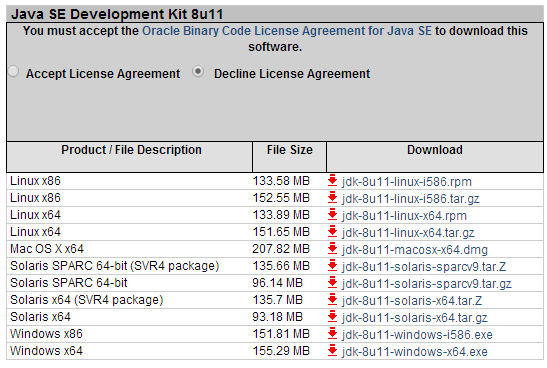 Java SE Development Kit 8u11
You must accept the Oracle Binary Code License Agreement for Java SE to download this
software.
Accept License Agreement Decline License Agreement
Product / File Description File Size Download
Linux x86 133.58 MB jdk-8u11-linux-i586.rpm
Linux x86 152.55 MB jdk-8u11-linux-i586.tar.gz
Linux x64 133.89 MB jdk-8u11-linux-x64.rpm
Linux x64 151.65 MB jdk-8u11-linux-x64.tar.gz
Mac OS X x64 207.82 MB jdk-8u11-macosx-x64.dmg
Solaris SPARC 64-bit (SVR4 package) 135.66 MB jdk-8u11-solaris-sparcv9.tar.Z
Solaris SPARC 64-bit 96.14 MB jdk-8u11-solaris-sparcv9.tar.gz
Solaris x64 (SVR4 package) 135.7 MB jdk-8u11-solaris-x64.tar.Z
Solaris x64 93.18 MB jdk-8u11-solaris-x64.tar.gz
Windows x86 151.81 MB jdk-8u11-windows-i586.exe
Windows x64 155.29 MB jdk-8u11-windows-x64.exe